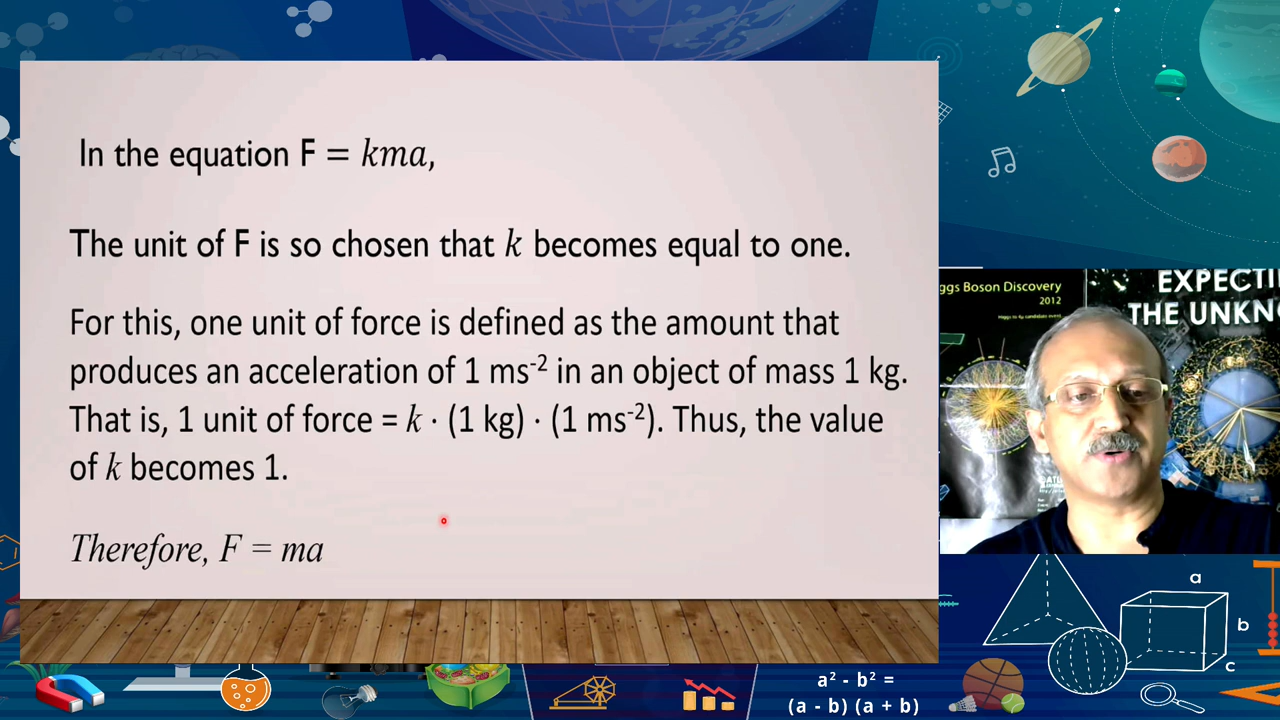 In the equation F = kma,
The unit of F is so chosen that k becomes equal to one.
For this, one unit of force is defined as the amount that
produces an acceleration of 1 ms⁻² in an object of mass 1 kg.
That is, 1 unit of force = k · (1 kg) · (1 ms⁻²). Thus, the value
of k becomes 1.
Therefore, F = ma
ggs Boson Discovery
2012
EXPECTI
THE UNKN
a
b
c
a² - b² =
(a - b) (a + b)